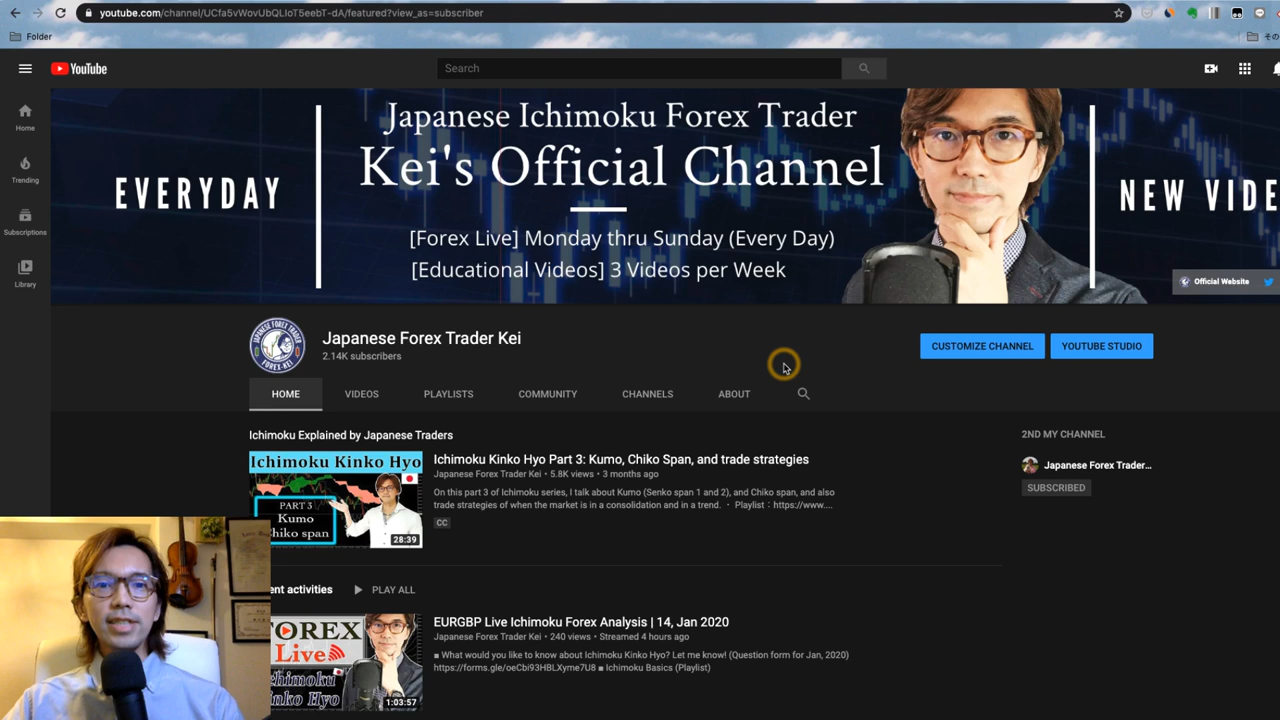 youtube.com/channel/UCfa5vWovUbQLIoT5eebT-dA/featured?view_as=subscriber
Folder
その
YouTube
Search
Home
Trending
Subscriptions
Library
EVERYDAY
Japanese Ichimoku Forex Trader
Kei's Official Channel
[Forex Live] Monday thru Sunday (Every Day)
[Educational Videos] 3 Videos per Week
NEW VIDE
Official Website
JAPANESE FOREX TRADER
FOREX-KEI
Japanese Forex Trader Kei
2.14K subscribers
CUSTOMIZE CHANNEL
YOUTUBE STUDIO
HOME
VIDEOS
PLAYLISTS
COMMUNITY
CHANNELS
ABOUT
Ichimoku Explained by Japanese Traders
Ichimoku Kinko Hyo
PART 3
Kumo
Chiko span
28:39
Ichimoku Kinko Hyo Part 3: Kumo, Chiko Span, and trade strategies
Japanese Forex Trader Kei • 5.8K views • 3 months ago
On this part 3 of Ichimoku series, I talk about Kumo (Senko span 1 and 2), and Chiko span, and also
trade strategies of when the market is in a consolidation and in a trend. ・ Playlist：https://www....
CC
2ND MY CHANNEL
Japanese Forex Trader...
SUBSCRIBED
ent activities
PLAY ALL
FOREX
Live
chimoku
inko Hyo
1:03:57
EURGBP Live Ichimoku Forex Analysis | 14, Jan 2020
Japanese Forex Trader Kei • 240 views • Streamed 4 hours ago
■ What would you like to know about Ichimoku Kinko Hyo? Let me know! (Question form for Jan, 2020)
https://forms.gle/oeCbi93HBLXyme7U8 ■ Ichimoku Basics (Playlist)